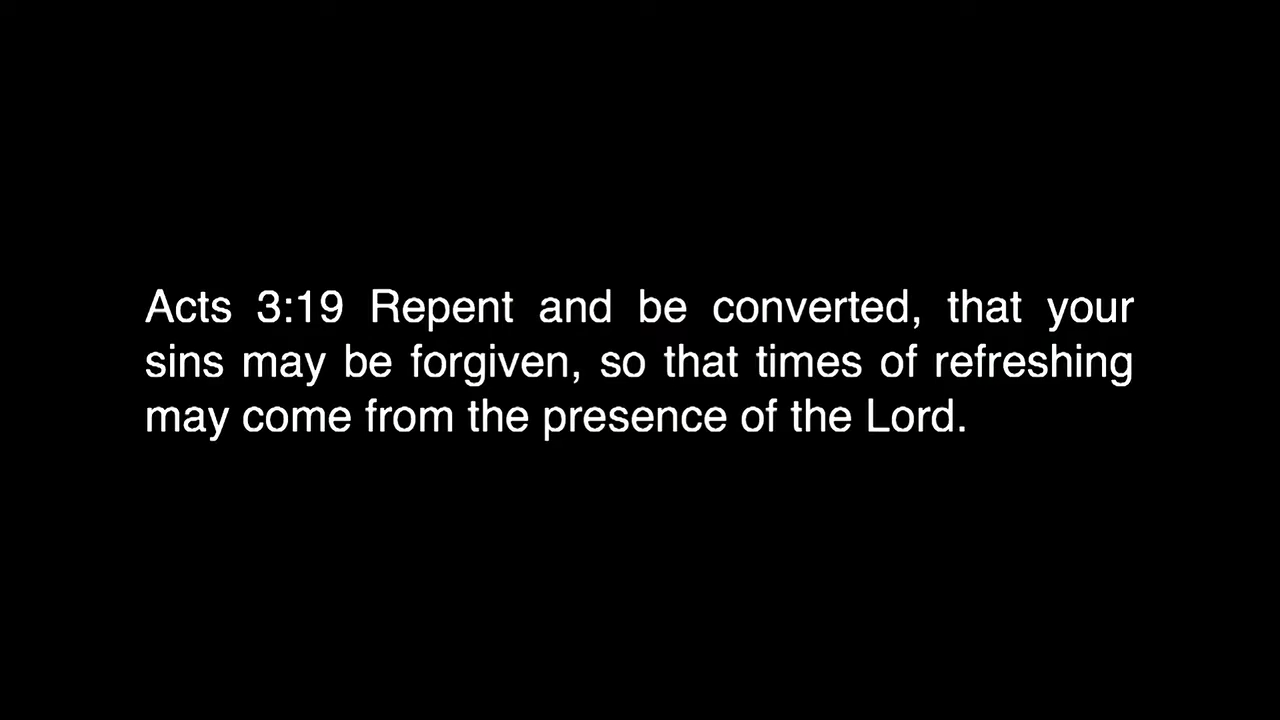 Acts 3:19 Repent and be converted, that your
sins may be forgiven, so that times of refreshing
may come from the presence of the Lord.